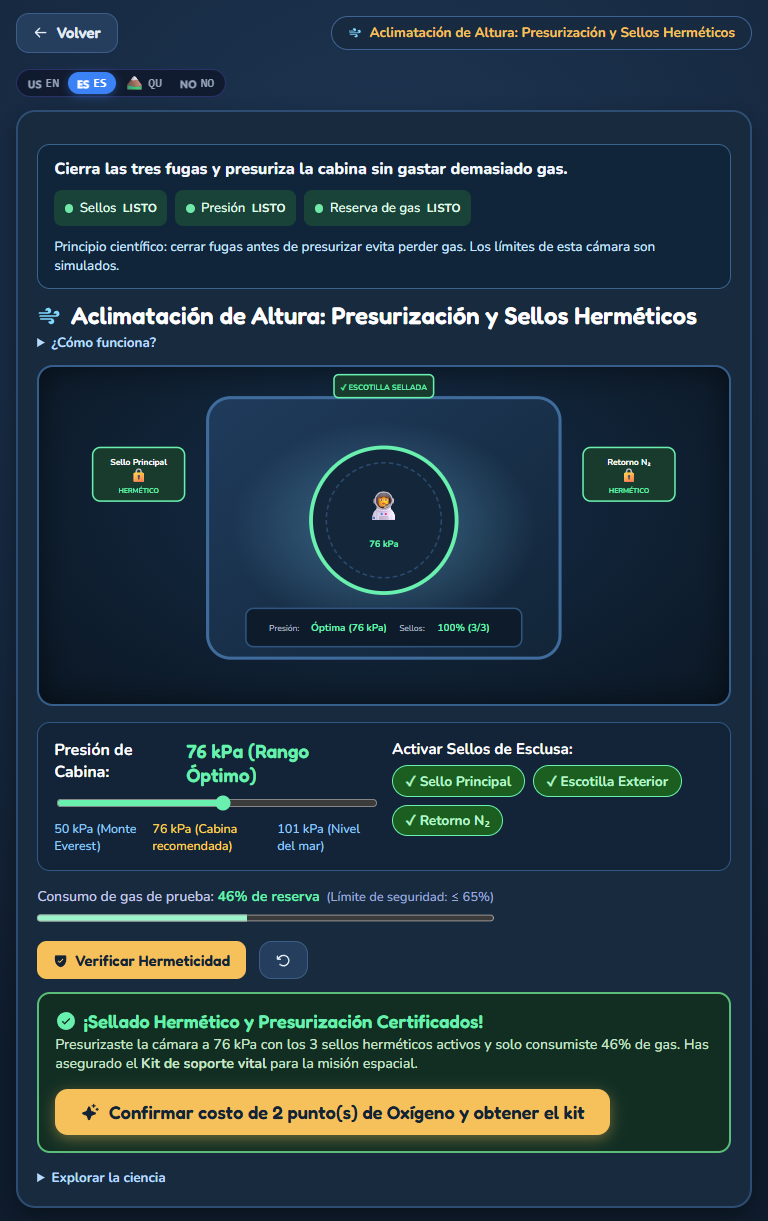 Volver
Aclimatación de Altura: Presurización y Sellos Herméticos
US EN ES ES QU NO NO
Cierra las tres fugas y presuriza la cabina sin gastar demasiado gas.
Sellos LISTO Presión LISTO Reserva de gas LISTO
Principio científico: cerrar fugas antes de presurizar evita perder gas. Los límites de esta cámara son
simulados.
Aclimatación de Altura: Presurización y Sellos Herméticos
¿Cómo funciona?
✓ ESCOTILLA SELLADA
Sello Principal
HERMÉTICO
Retorno N₂
HERMÉTICO
76 kPa
Presión: Óptima (76 kPa) Sellos: 100% (3/3)
Presión de
Cabina:
76 kPa (Rango
Óptimo)
50 kPa (Monte
Everest)
76 kPa (Cabina
recomendada)
101 kPa (Nivel
del mar)
Activar Sellos de Esclusa:
✓ Sello Principal ✓ Escotilla Exterior
✓ Retorno N₂
Consumo de gas de prueba: 46% de reserva (Límite de seguridad: ≤ 65%)
Verificar Hermeticidad
¡Sellado Hermético y Presurización Certificados!
Presurizaste la cámara a 76 kPa con los 3 sellos herméticos activos y solo consumiste 46% de gas. Has
asegurado el Kit de soporte vital para la misión espacial.
Confirmar costo de 2 punto(s) de Oxígeno y obtener el kit
Explorar la ciencia